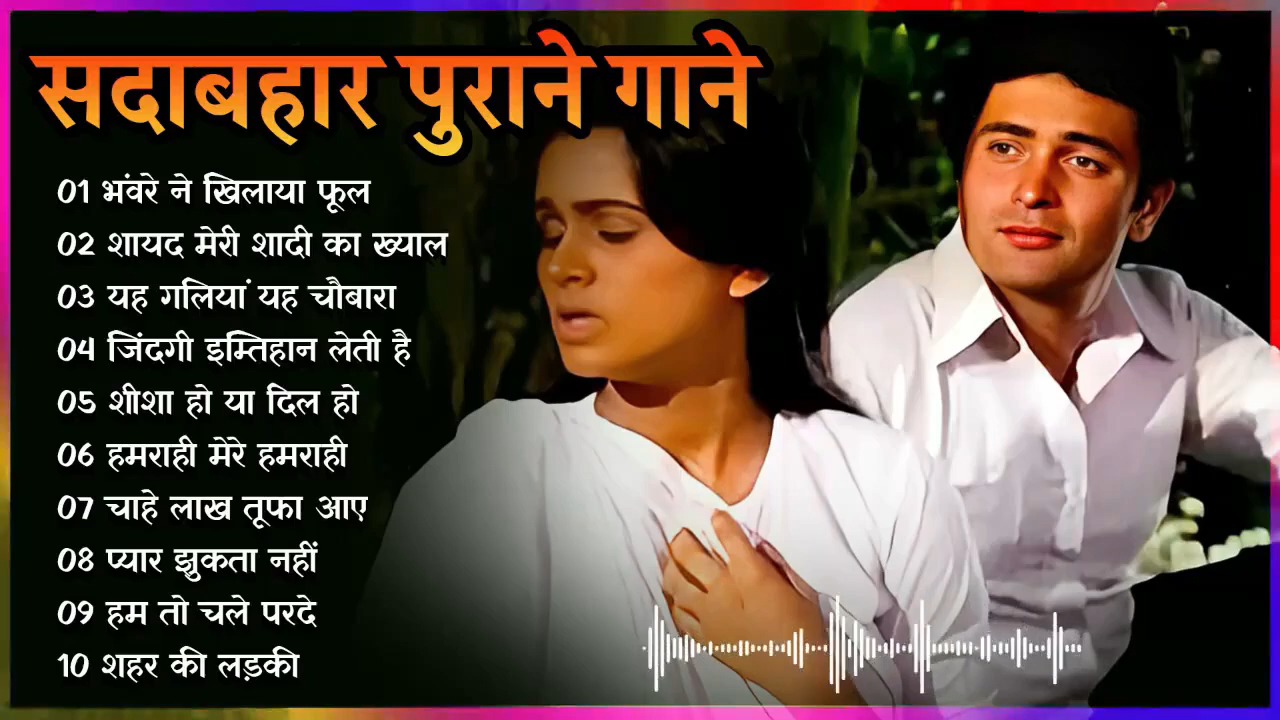 सदाबहार पुराने गाने
01 भंवरे ने खिलाया फूल
02 शायद मेरी शादी का ख्याल
03 यह गलियां यह चौबारा
04 जिंदगी इम्तिहान लेती है
05 शीशा हो या दिल हो
06 हमराही मेरे हमराही
07 चाहे लाख तूफा आए
08 प्यार झुकता नहीं
09 हम तो चले परदे
10 शहर की लड़की